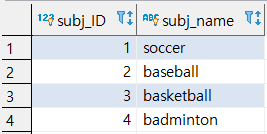 subj_ID subj_name
1 1 soccer
2 2 baseball
3 3 basketball
4 4 badminton